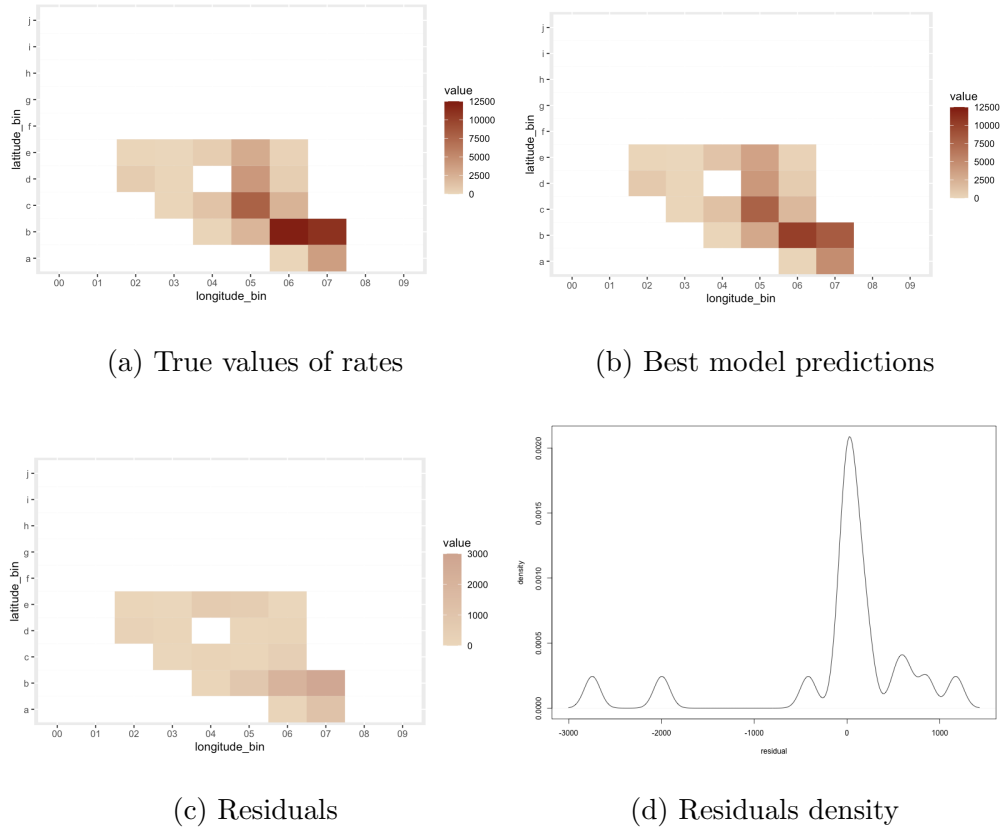 j
i
h
g
f
e
d
c
b
a
latitude_bin
00 01 02 03 04 05 06 07 08 09
longitude_bin
value
12500
10000
7500
5000
2500
0
(a) True values of rates
j
i
h
g
f
e
d
c
b
a
latitude_bin
00 01 02 03 04 05 06 07 08 09
longitude_bin
value
12500
10000
7500
5000
2500
0
(b) Best model predictions
j
i
h
g
f
e
d
c
b
a
latitude_bin
00 01 02 03 04 05 06 07 08 09
longitude_bin
value
3000
2000
1000
0
(c) Residuals
0.0020
0.0015
0.0010
0.0005
0.0000
density
-3000 -2000 -1000 0 1000
residual
(d) Residuals density